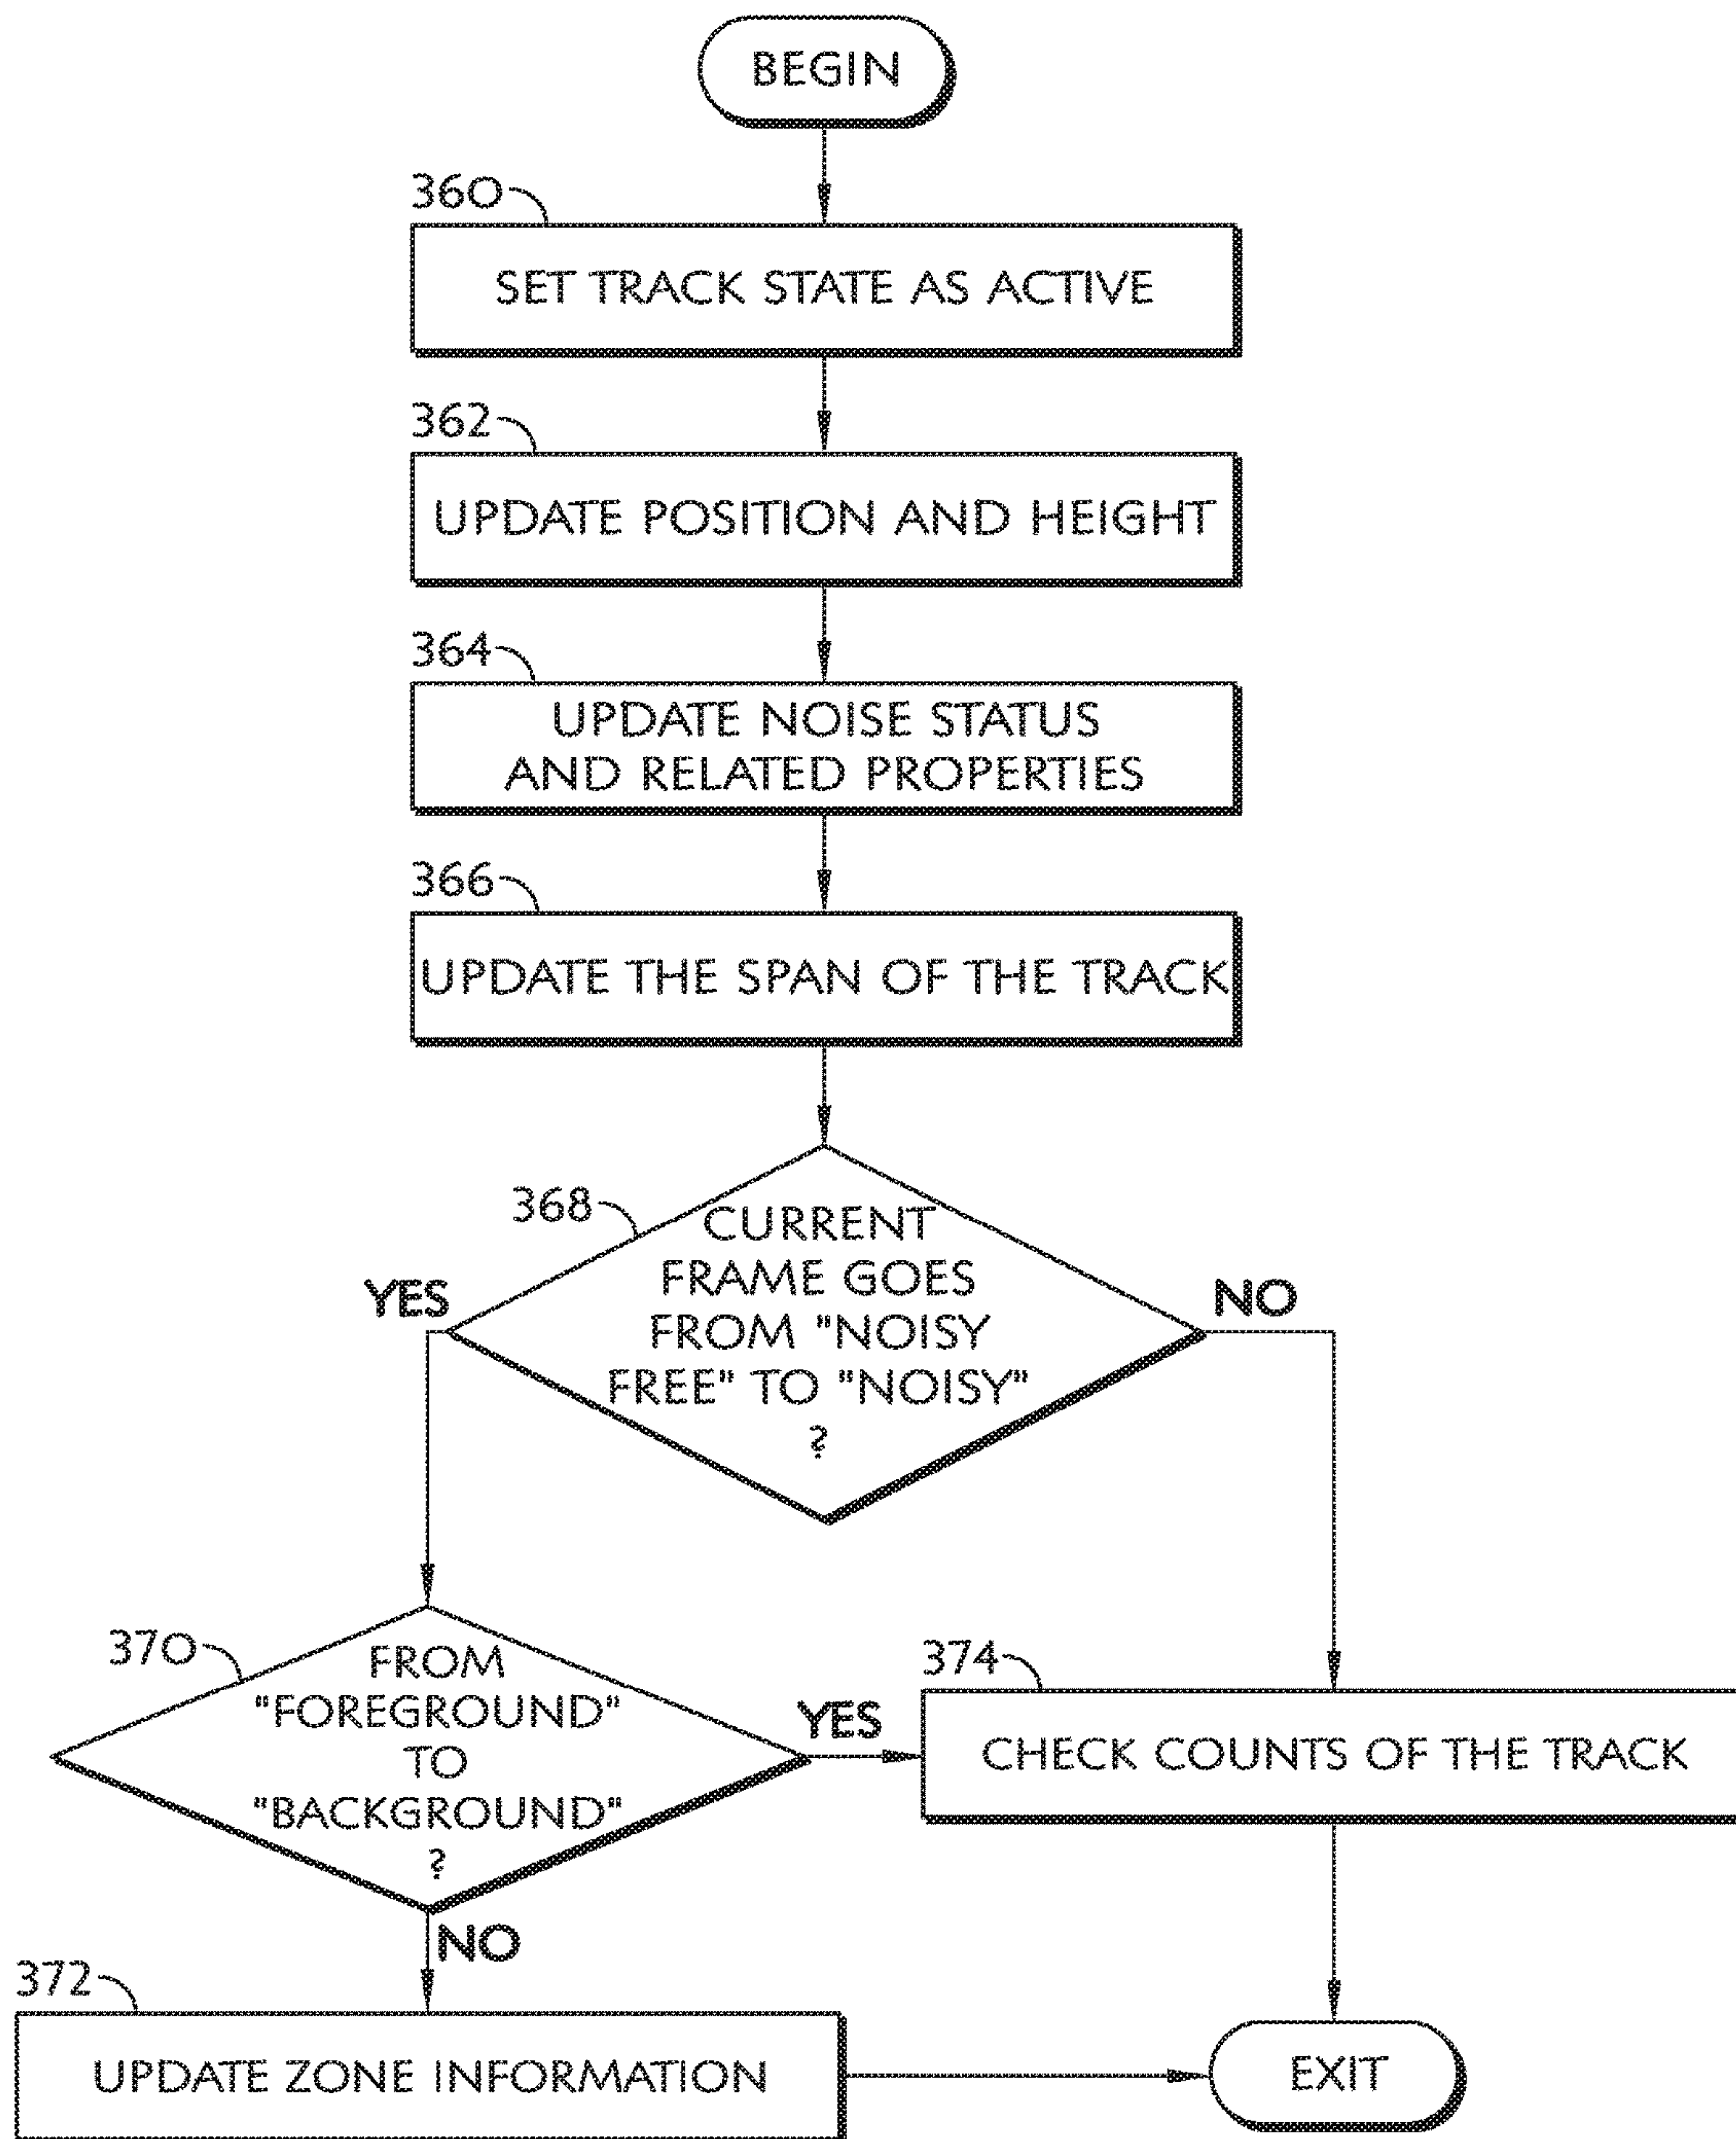 BEGIN
360
SET TRACK STATE AS ACTIVE
362
UPDATE POSITION AND HEIGHT
364
UPDATE NOISE STATUS
AND RELATED PROPERTIES
366
UPDATE THE SPAN OF THE TRACK
368
CURRENT
FRAME GOES
FROM "NOISY
FREE" TO "NOISY"
?
YES
NO
370
FROM
"FOREGROUND"
TO
"BACKGROUND"
?
YES
374
CHECK COUNTS OF THE TRACK
NO
372
UPDATE ZONE INFORMATION
EXIT